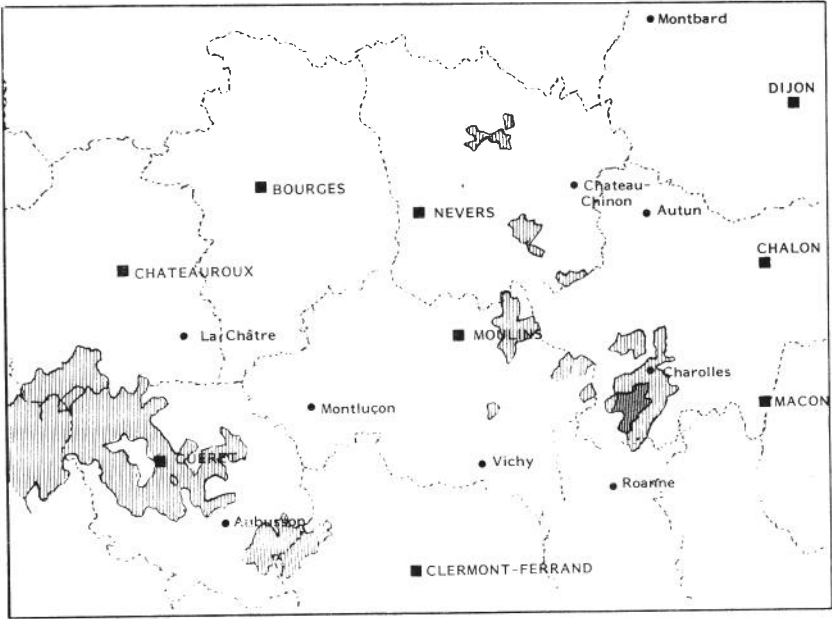 Montbard
DIJON
BOURGES
Chateau-
Chinon
NEVERS
Autun
CHALON
CHATEAUROUX
La Châtre
MOULINS
Charolles
MACON
Montluçon
GUERET
Vichy
Roanne
Aubusson
CLERMONT-FERRAND